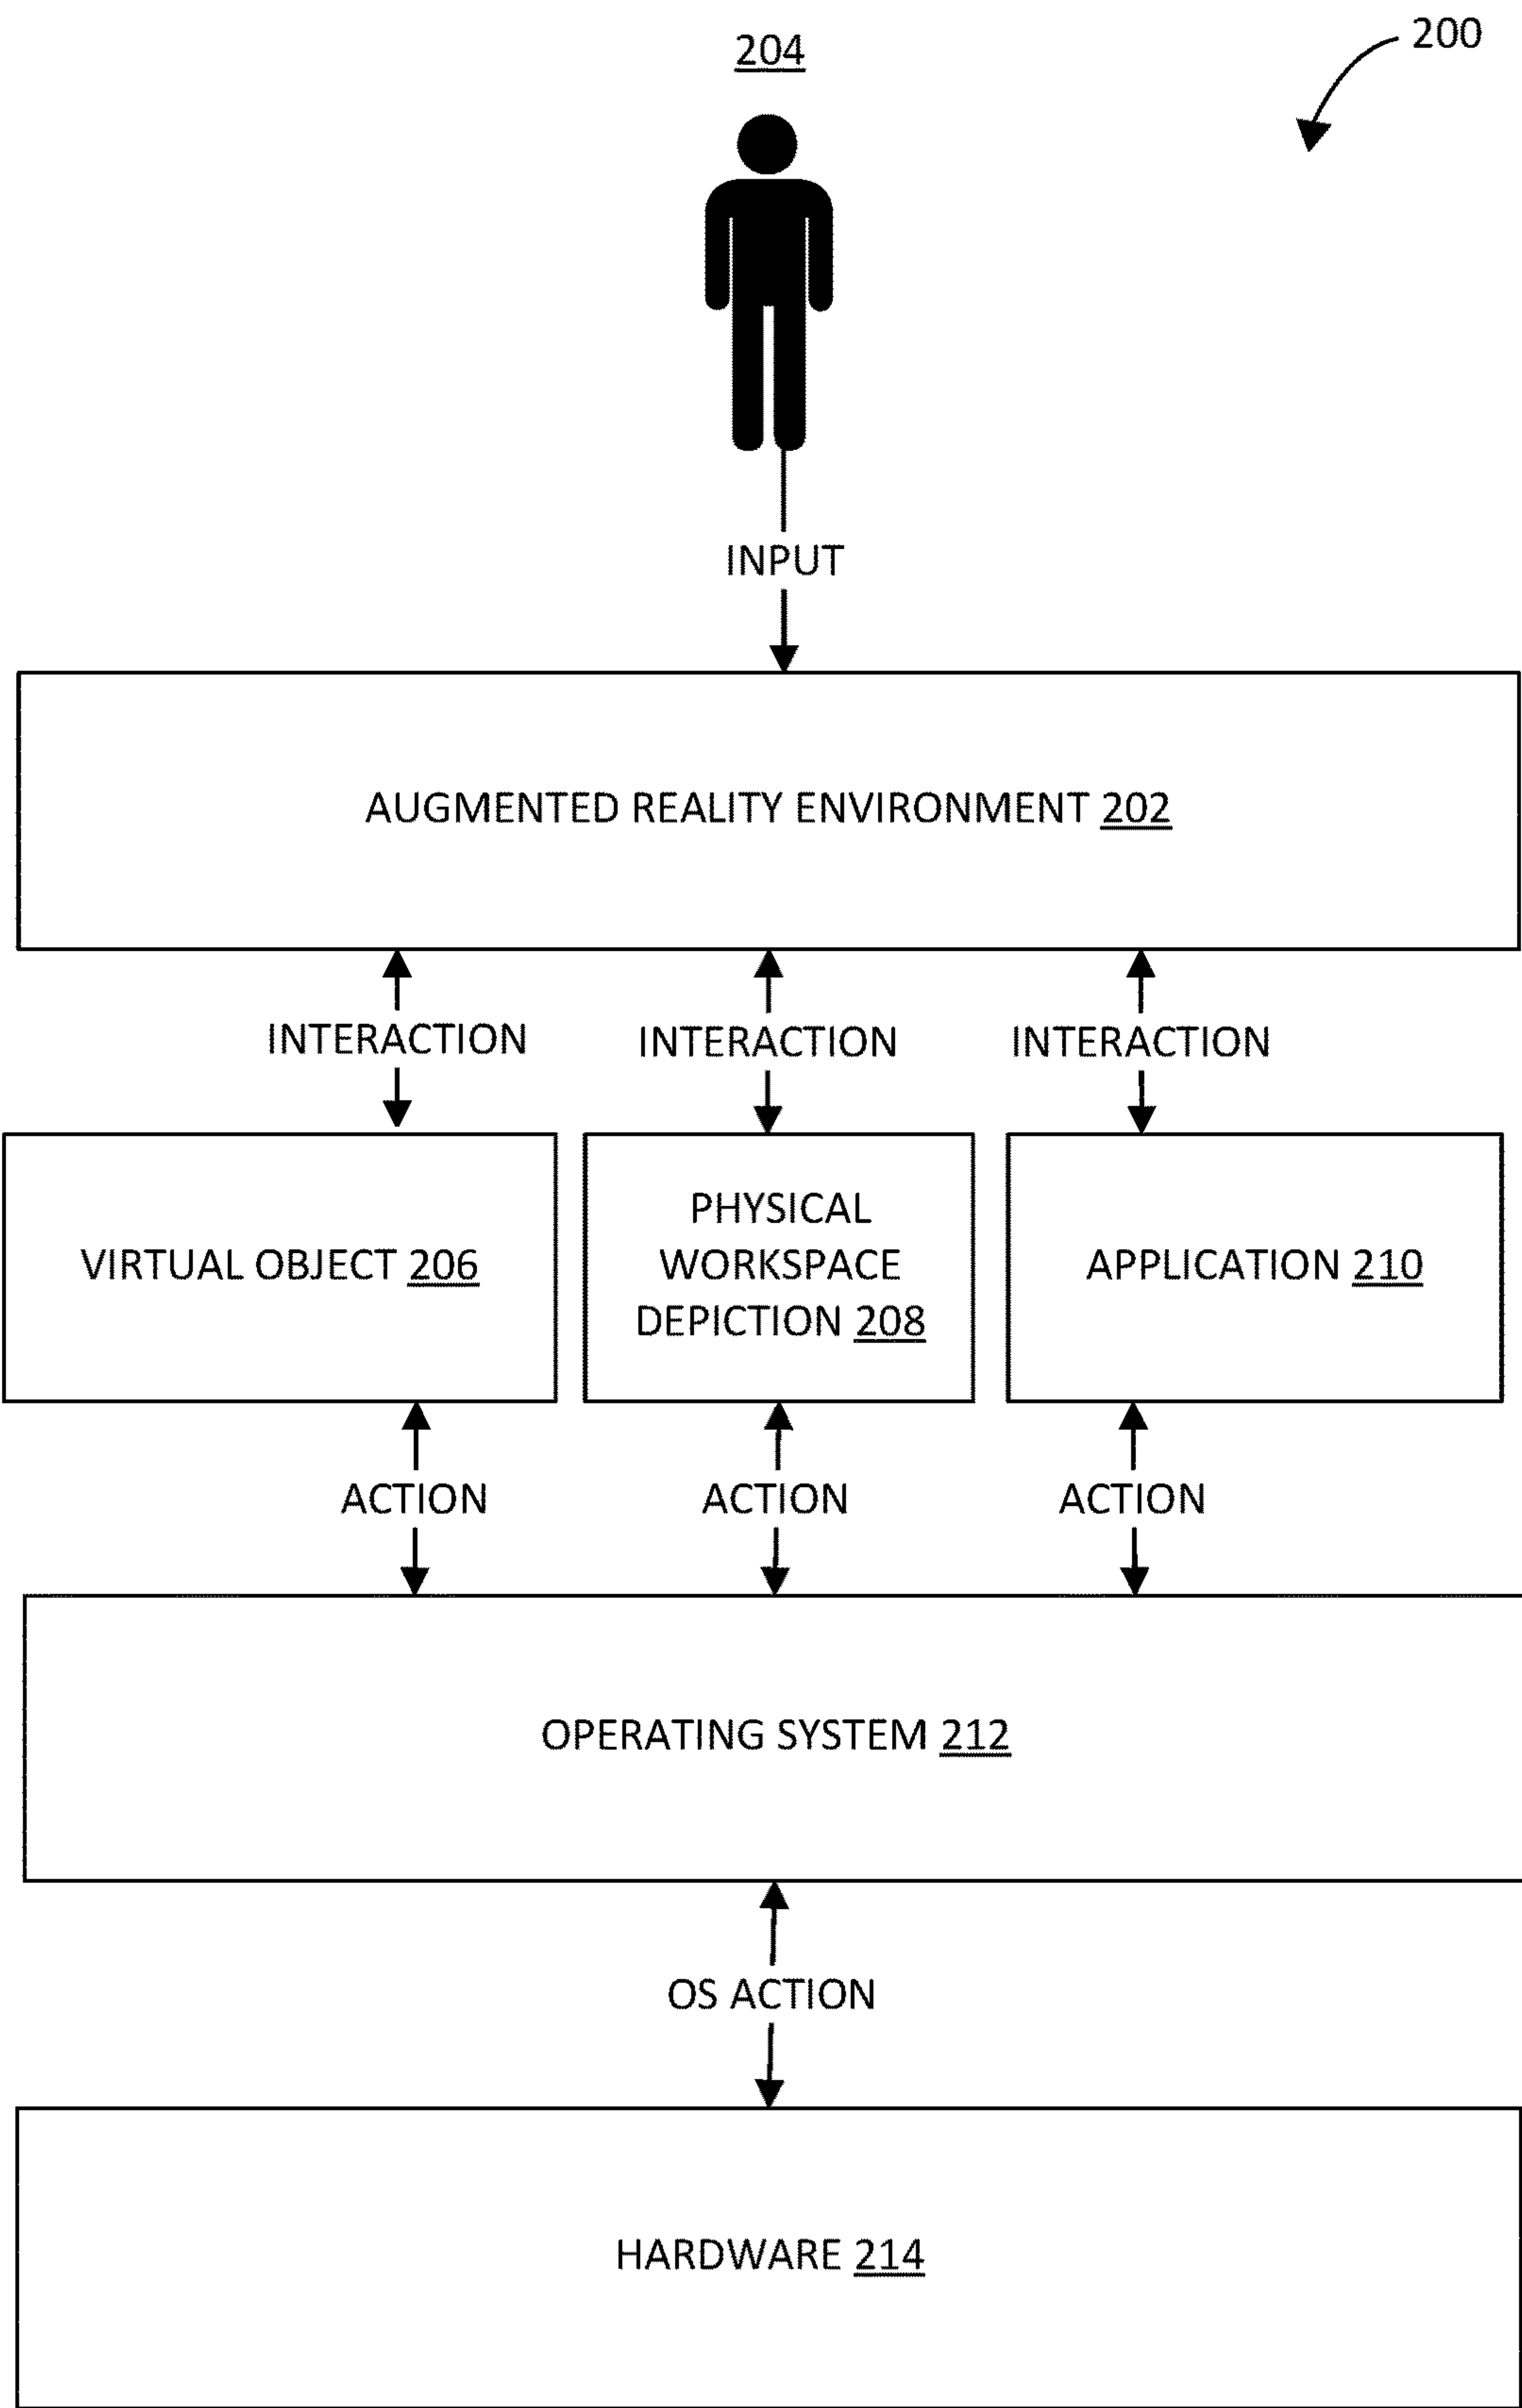 200
204
INPUT
AUGMENTED REALITY ENVIRONMENT 202
INTERACTION
INTERACTION
INTERACTION
VIRTUAL OBJECT 206
PHYSICAL
WORKSPACE
DEPICTION 208
APPLICATION 210
ACTION
ACTION
ACTION
OPERATING SYSTEM 212
OS ACTION
HARDWARE 214